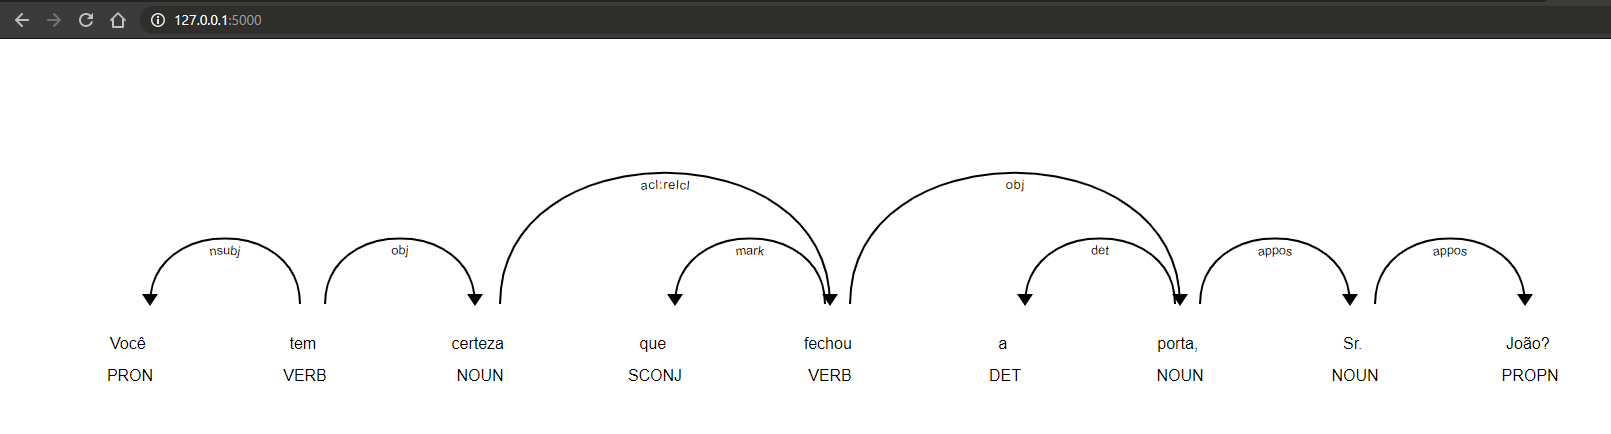 127.0.0.1:5000
acl:relcl obj
nsubj obj mark det appos appos
Você tem certeza que fechou a porta, Sr. João?
PRON VERB NOUN SCONJ VERB DET NOUN NOUN PROPN